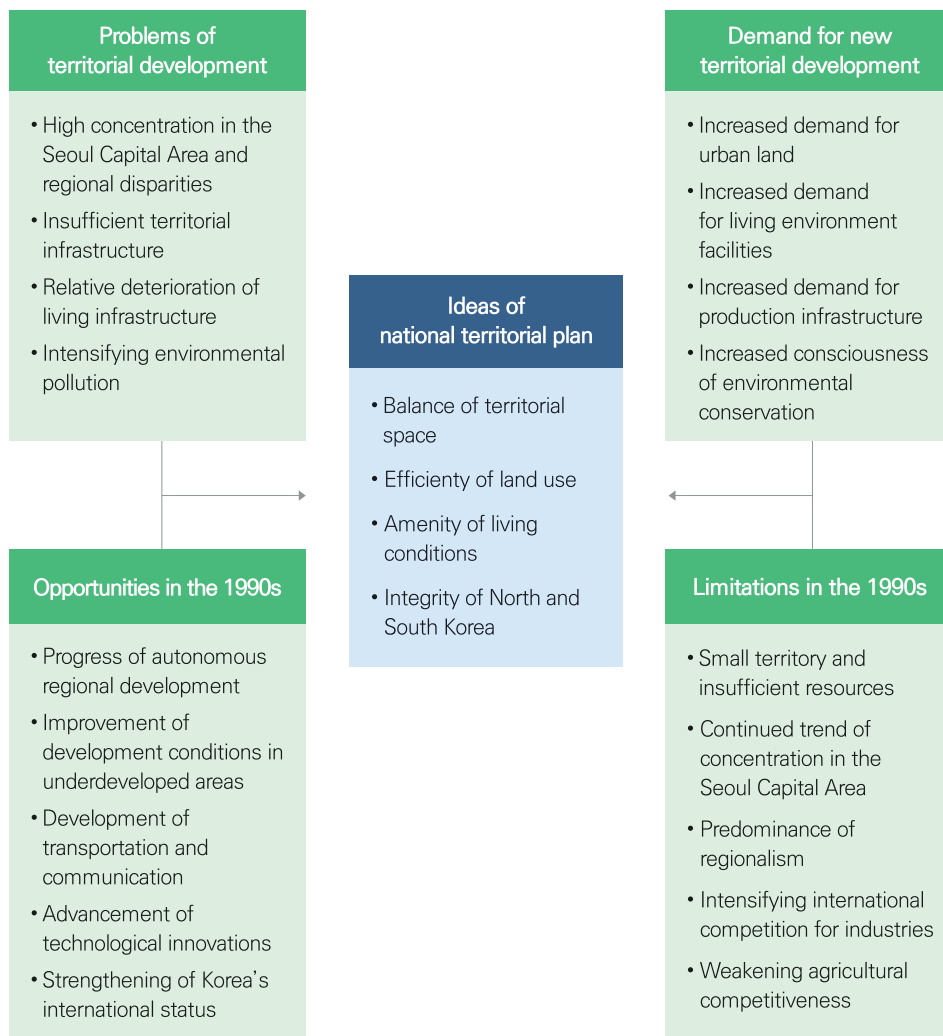 Problems of
territorial development
• High concentration in the
Seoul Capital Area and
regional disparities
• Insufficient territorial
infrastructure
• Relative deterioration of
living infrastructure
• Intensifying environmental
pollution
Demand for new
territorial development
• Increased demand for
urban land
• Increased demand
for living environment
facilities
• Increased demand for
production infrastructure
• Increased consciousness
of environmental
conservation
Ideas of
national territorial plan
• Balance of territorial
space
• Efficienty of land use
• Amenity of living
conditions
• Integrity of North and
South Korea
Opportunities in the 1990s
• Progress of autonomous
regional development
• Improvement of
development conditions in
underdeveloped areas
• Development of
transportation and
communication
• Advancement of
technological innovations
• Strengthening of Korea's
international status
Limitations in the 1990s
• Small territory and
insufficient resources
• Continued trend of
concentration in the
Seoul Capital Area
• Predominance of
regionalism
• Intensifying international
competition for industries
• Weakening agricultural
competitiveness